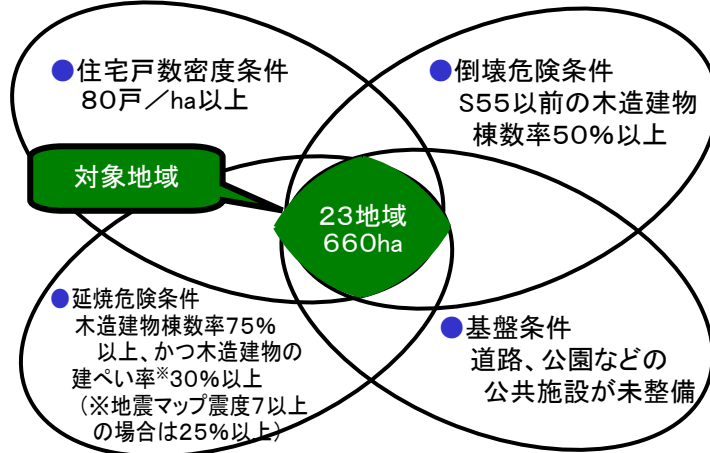 ●住宅戸数密度条件
80戸/ha以上
●倒壊危険条件
S55以前の木造建物
棟数率50%以上
対象地域
23地域
660ha
●延焼危険条件
木造建物棟数率75%
以上、かつ木造建物の
建ぺい率※30%以上
(※地震マップ震度7以上
の場合は25%以上)
●基盤条件
道路、公園などの
公共施設が未整備